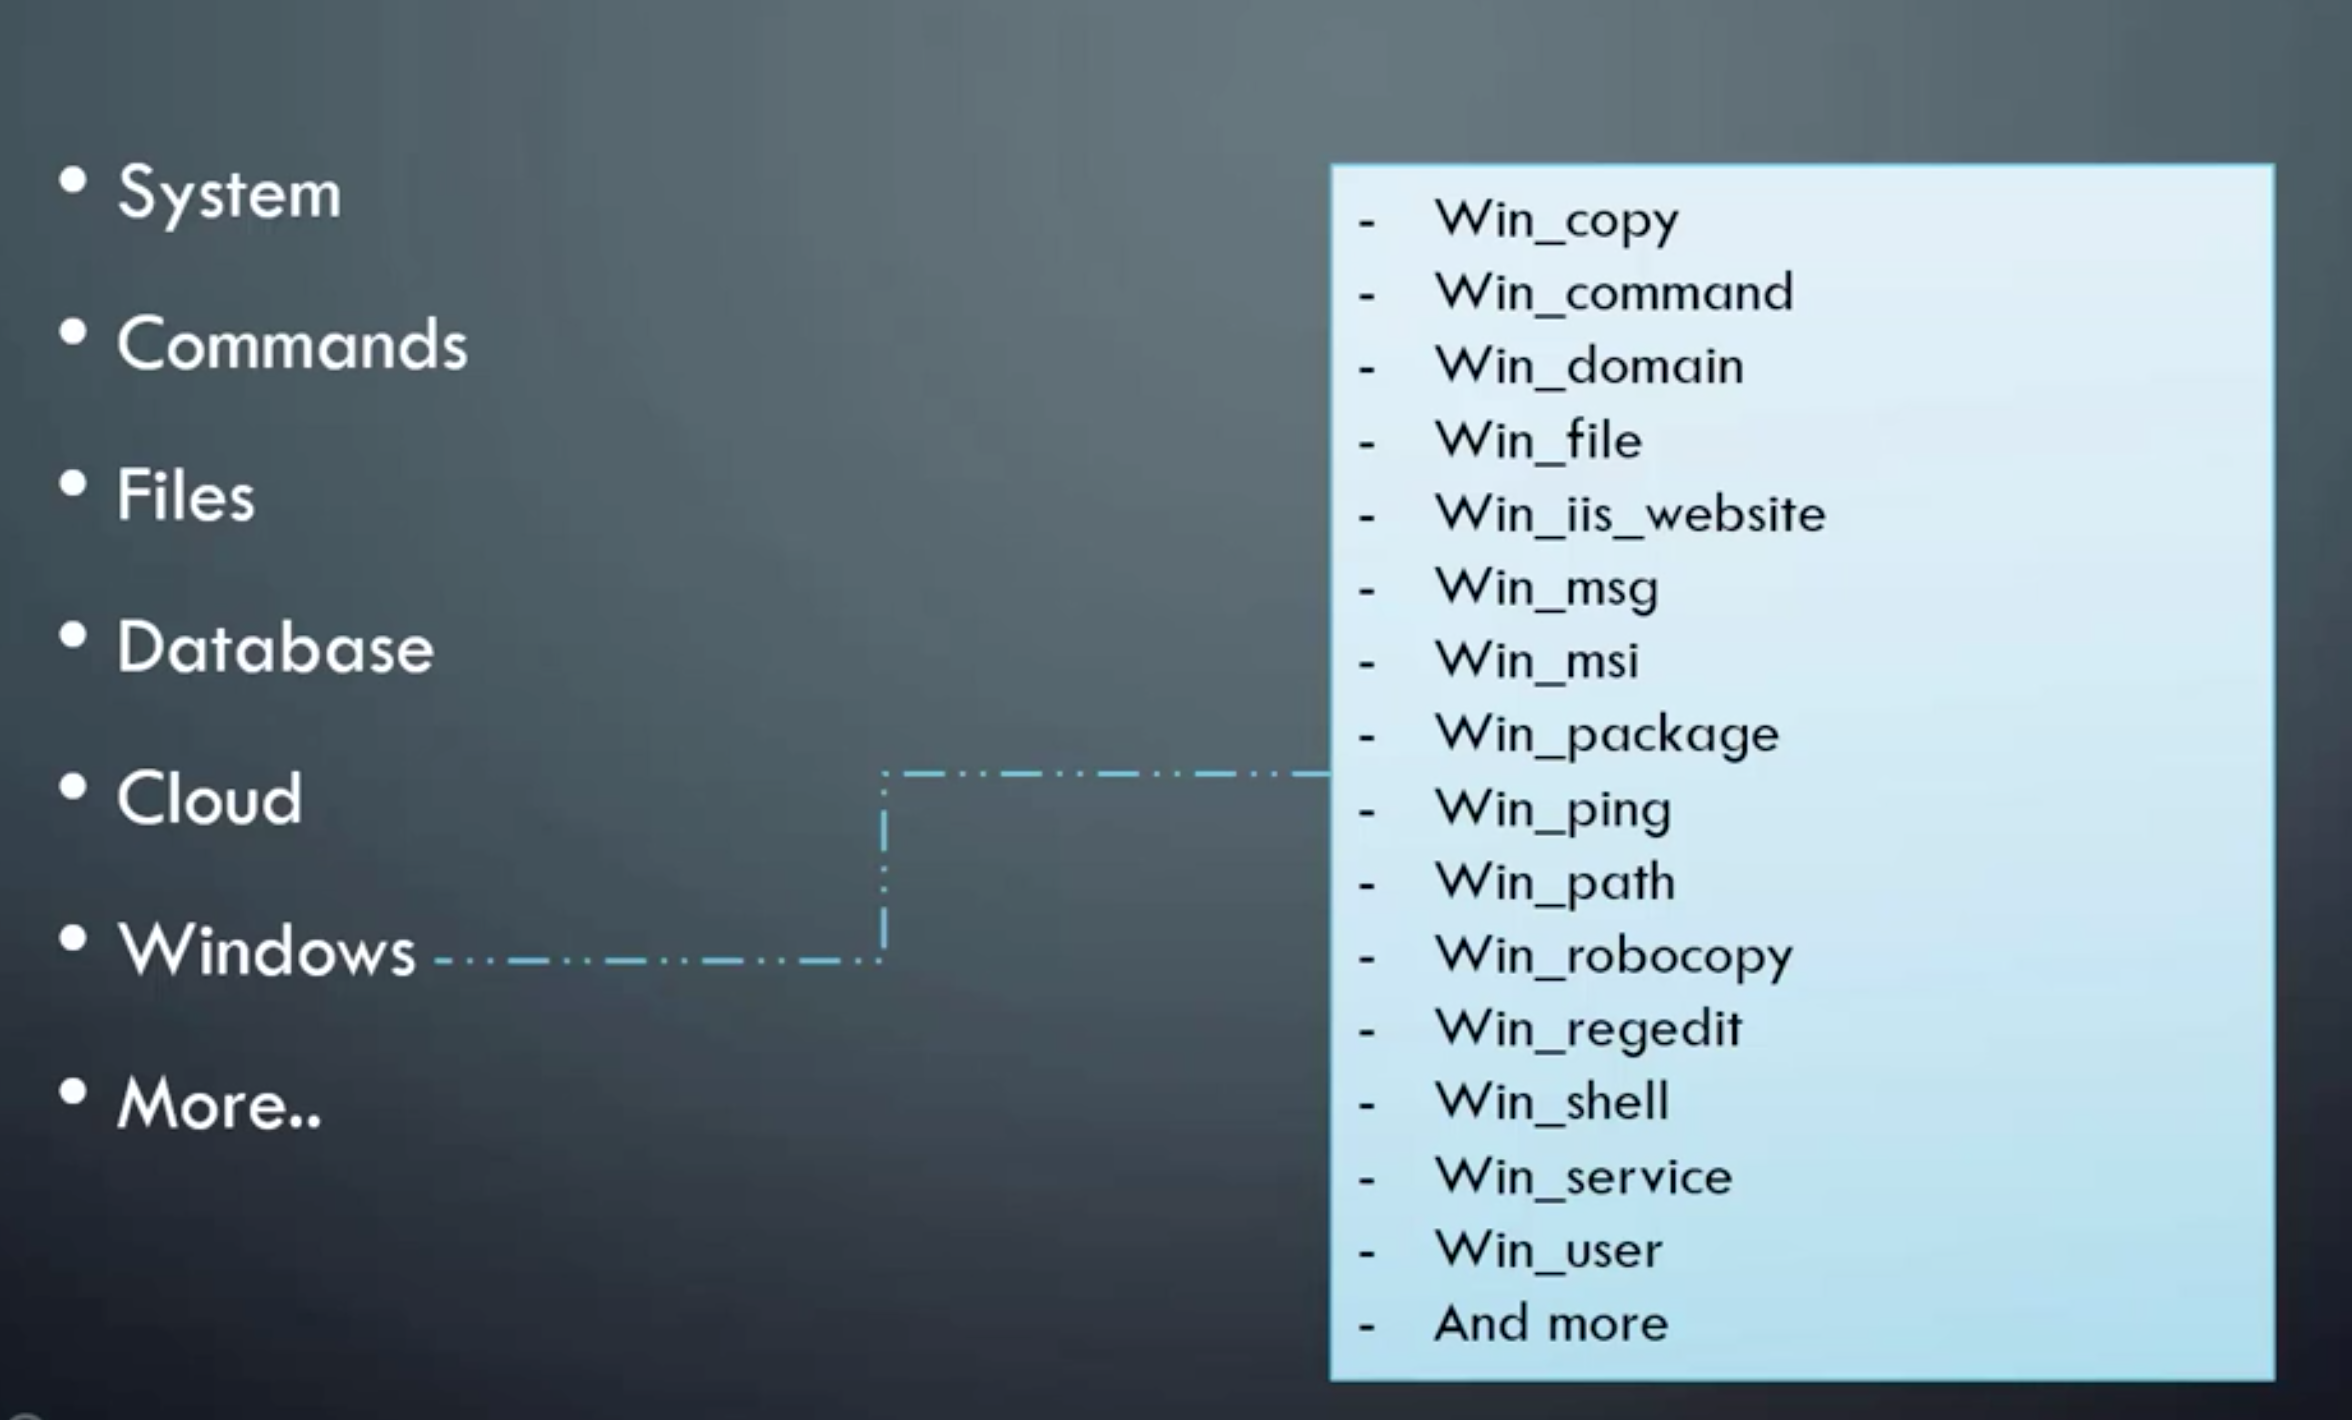 • System
• Commands
• Files
• Database
• Cloud
• Windows
• More..
- Win_copy
- Win_command
- Win_domain
- Win_file
- Win_iis_website
- Win_msg
- Win_msi
- Win_package
- Win_ping
- Win_path
- Win_robocopy
- Win_regedit
- Win_shell
- Win_service
- Win_user
- And more